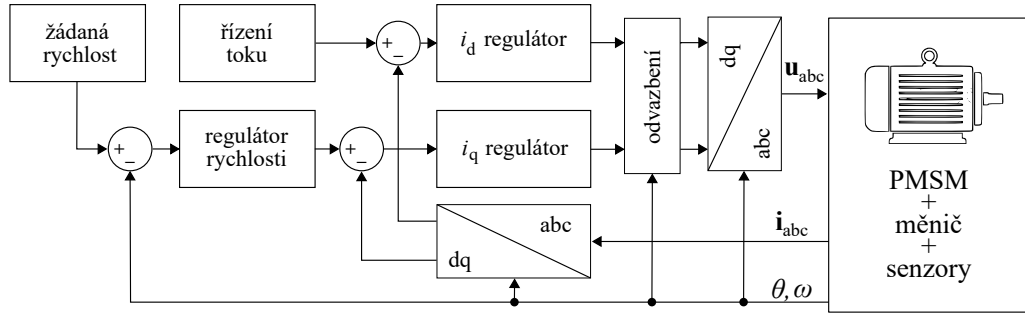 žádaná
rychlost
řízení
toku
+
−
i_d regulátor
odvazbení
dq
abc
u_abc
+
−
regulátor
rychlosti
+
−
i_q regulátor
PMSM
+
měnič
+
senzory
abc
dq
i_abc
θ, ω